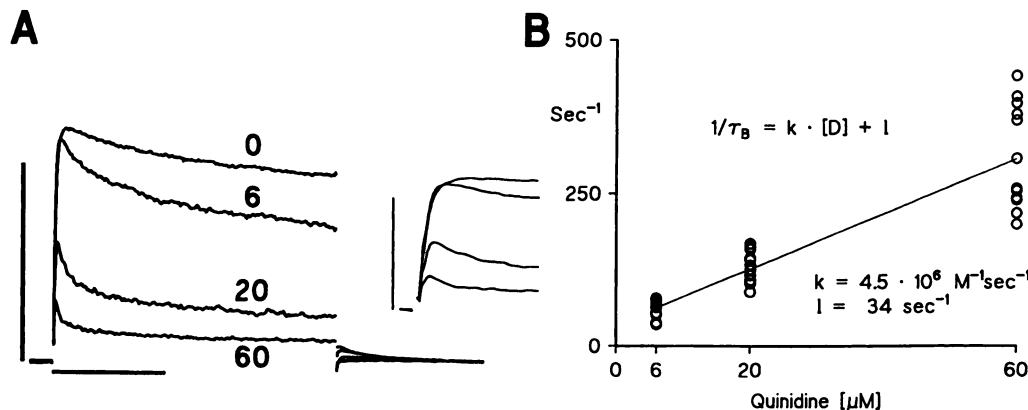 A
0
6
20
60
B
500
Sec⁻¹
250
0
1/τ_B = k · [D] + l
k = 4.5 · 10⁶ M⁻¹sec⁻¹
l = 34 sec⁻¹
0 6 20 60
Quinidine [μM]